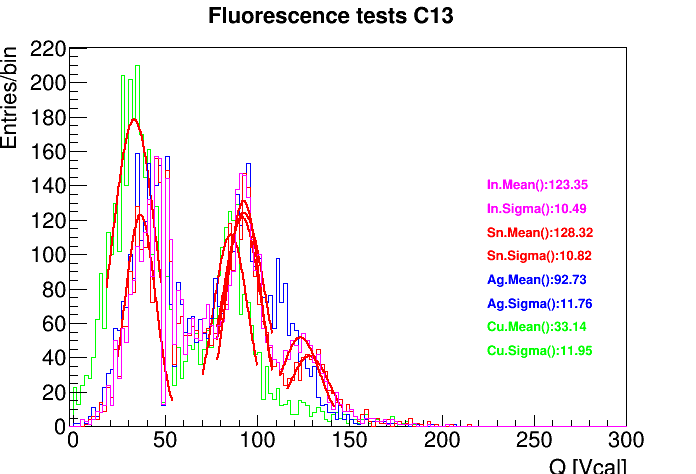 Fluorescence tests C13
Entries/bin
220
200
180
160
140
120
100
80
60
40
20
0
In.Mean():123.35
In.Sigma():10.49
Sn.Mean():128.32
Sn.Sigma():10.82
Ag.Mean():92.73
Ag.Sigma():11.76
Cu.Mean():33.14
Cu.Sigma():11.95
0 50 100 150 200 250 300
Q [Vcal]